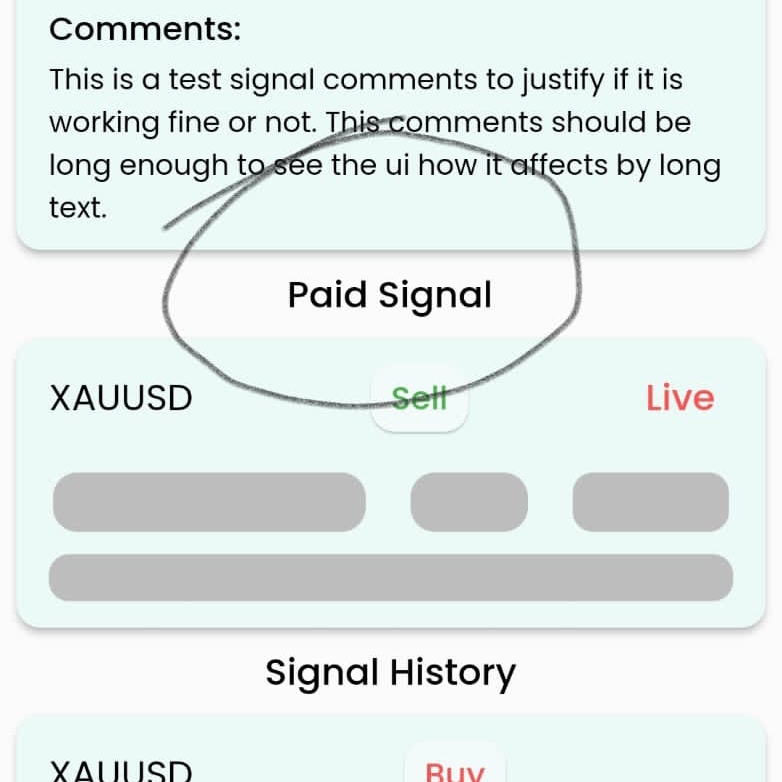 Comments:
This is a test signal comments to justify if it is
working fine or not. This comments should be
long enough to see the ui how it affects by long
text.
Paid Signal
XAUUSD Sell Live
Signal History
XAUUSD Buy